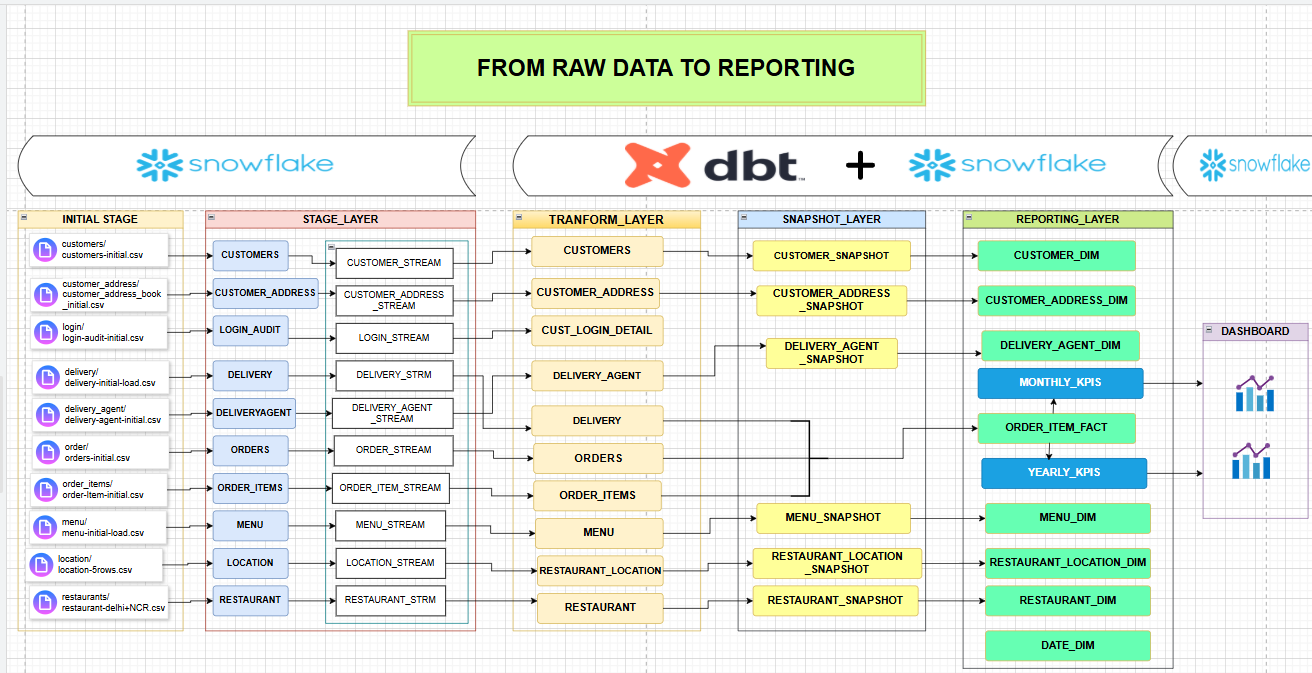 FROM RAW DATA TO REPORTING
snowflake
dbt
+
snowflake
snowflake
INITIAL STAGE
customers/
customers-initial.csv
customer_address/
customer_address_book
_initial.csv
login/
login-audit-initial.csv
delivery/
delivery-initial-load.csv
delivery_agent/
delivery-agent-initial.csv
order/
orders-initial.csv
order_items/
order-Item-initial.csv
menu/
menu-initial-load.csv
location/
location-5rows.csv
restaurants/
restaurant-delhi+NCR.csv
STAGE_LAYER
CUSTOMERS
CUSTOMER_ADDRESS
LOGIN_AUDIT
DELIVERY
DELIVERYAGENT
ORDERS
ORDER_ITEMS
MENU
LOCATION
RESTAURANT
CUSTOMER_STREAM
CUSTOMER_ADDRESS
_STREAM
LOGIN_STREAM
DELIVERY_STRM
DELIVERY_AGENT
_STREAM
ORDER_STREAM
ORDER_ITEM_STREAM
MENU_STREAM
LOCATION_STREAM
RESTAURANT_STRM
TRANFORM_LAYER
CUSTOMERS
CUSTOMER_ADDRESS
CUST_LOGIN_DETAIL
DELIVERY_AGENT
DELIVERY
ORDERS
ORDER_ITEMS
MENU
RESTAURANT_LOCATION
RESTAURANT
SNAPSHOT_LAYER
CUSTOMER_SNAPSHOT
CUSTOMER_ADDRESS
_SNAPSHOT
DELIVERY_AGENT
_SNAPSHOT
MENU_SNAPSHOT
RESTAURANT_LOCATION
_SNAPSHOT
RESTAURANT_SNAPSHOT
REPORTING_LAYER
CUSTOMER_DIM
CUSTOMER_ADDRESS_DIM
DELIVERY_AGENT_DIM
MONTHLY_KPIS
ORDER_ITEM_FACT
YEARLY_KPIS
MENU_DIM
RESTAURANT_LOCATION_DIM
RESTAURANT_DIM
DATE_DIM
DASHBOARD